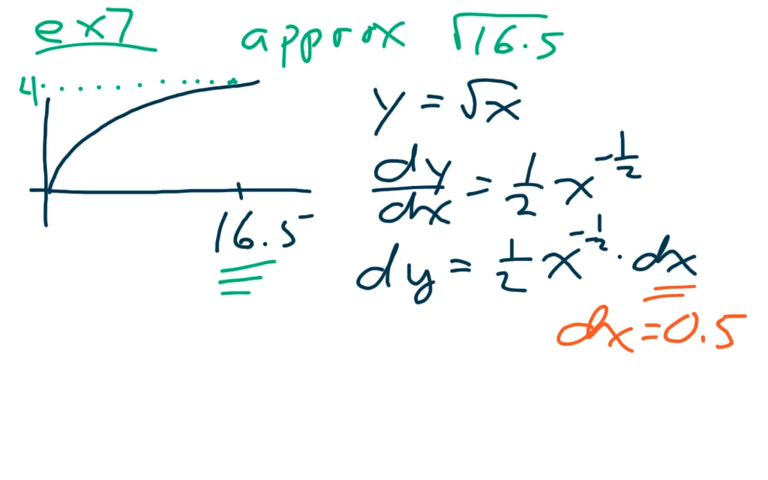 ex7 approx √16.5
4
y = √x
dy/dx = 1/2 x^(-1/2)
16.5
dy = 1/2 x^(-1/2) · dx
dx = 0.5